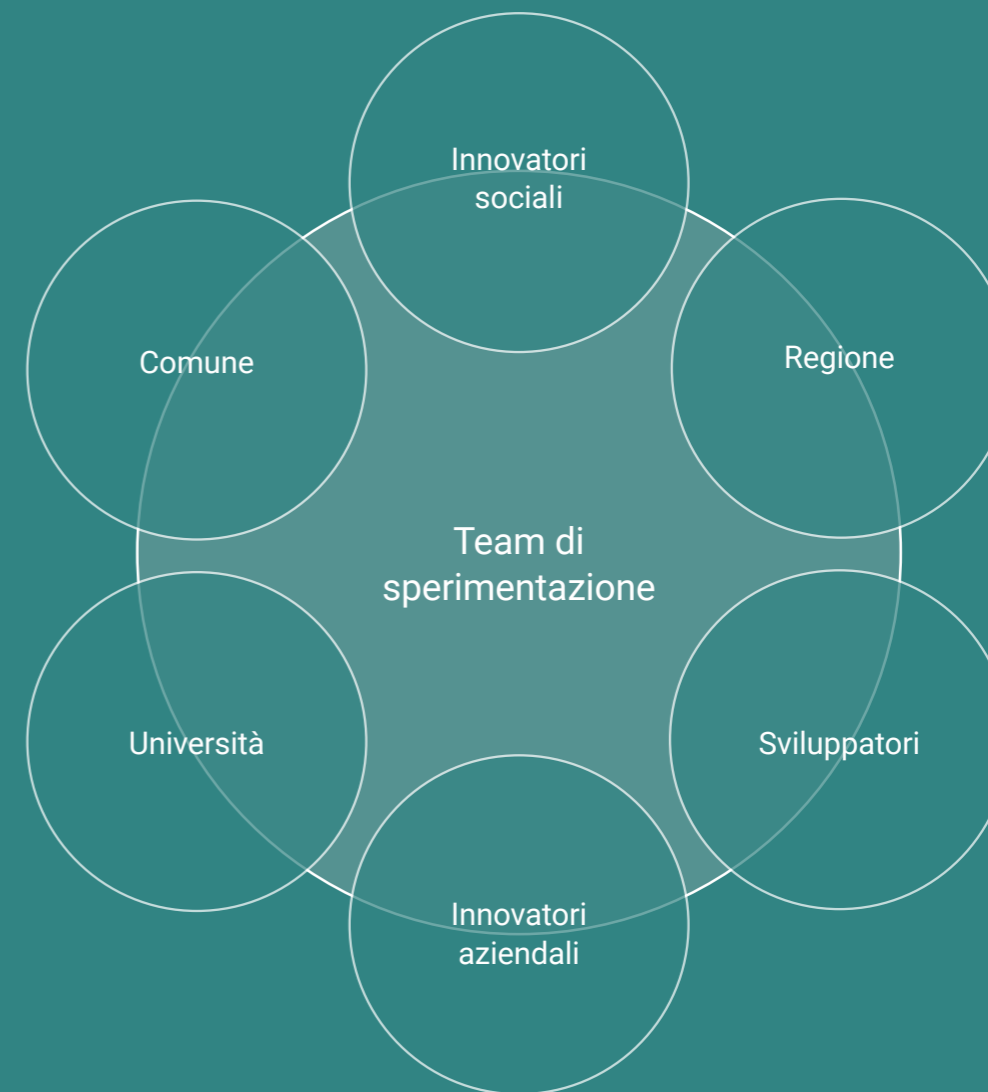 Innovatori
sociali
Comune
Regione
Team di
sperimentazione
Università
Sviluppatori
Innovatori
aziendali